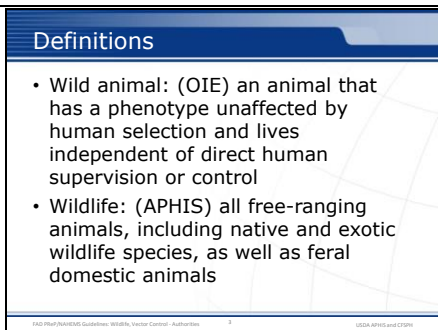 Definitions
• Wild animal: (OIE) an animal that
has a phenotype unaffected by
human selection and lives
independent of direct human
supervision or control
• Wildlife: (APHIS) all free-ranging
animals, including native and exotic
wildlife species, as well as feral
domestic animals
FAD PReP/NAHEMS Guidelines: Wildlife, Vector Control - Authorities 3 USDA APHIS and CFSPH